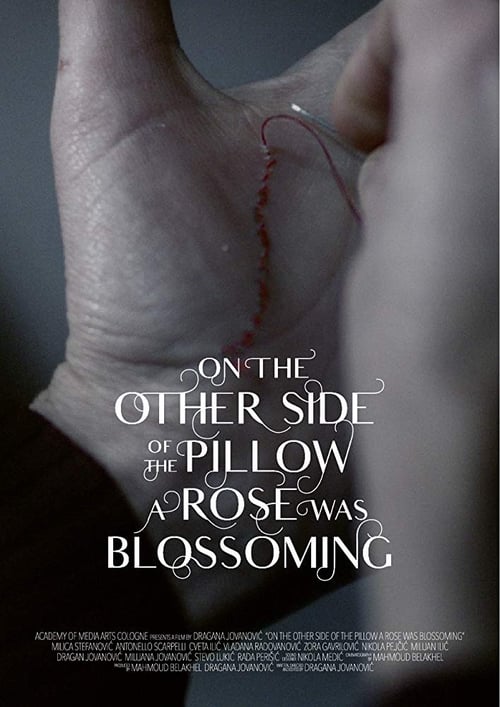 ON THE
OTHER SIDE
OF THE PILLOW
A ROSE WAS
BLOSSOMING
ACADEMY OF MEDIA ARTS COLOGNE PRESENTS A FILM BY DRAGANA JOVANOVIĆ "ON THE OTHER SIDE OF THE PILLOW A ROSE WAS BLOSSOMING"
MILICA STEFANOVIĆ ANTONELLO SCARPELLI CVETA ILIĆ VLADANA RADOVANOVIĆ ZORA GAVRILOVIĆ NIKOLA PEJČIĆ MILIJAN ILIĆ
DRAGAN JOVANOVIĆ MILIJANA JOVANOVIĆ STEVO LUKIĆ RADA PERIŠIĆ NIKOLA MEDIĆ MAHMOUD BELAKHEL
MAHMOUD BELAKHEL DRAGANA JOVANOVIĆ DRAGANA JOVANOVIĆ